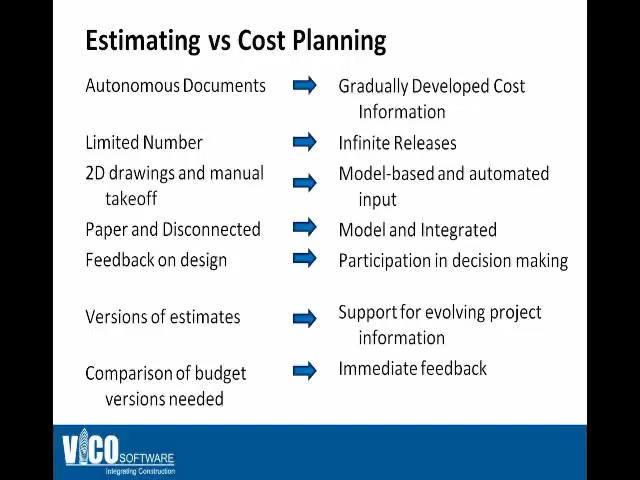 Estimating vs Cost Planning
Autonomous Documents
Gradually Developed Cost
Information
Limited Number
Infinite Releases
2D drawings and manual
takeoff
Model-based and automated
input
Paper and Disconnected
Model and Integrated
Feedback on design
Participation in decision making
Versions of estimates
Support for evolving project
information
Comparison of budget
versions needed
Immediate feedback
VICO SOFTWARE
Integrating Construction